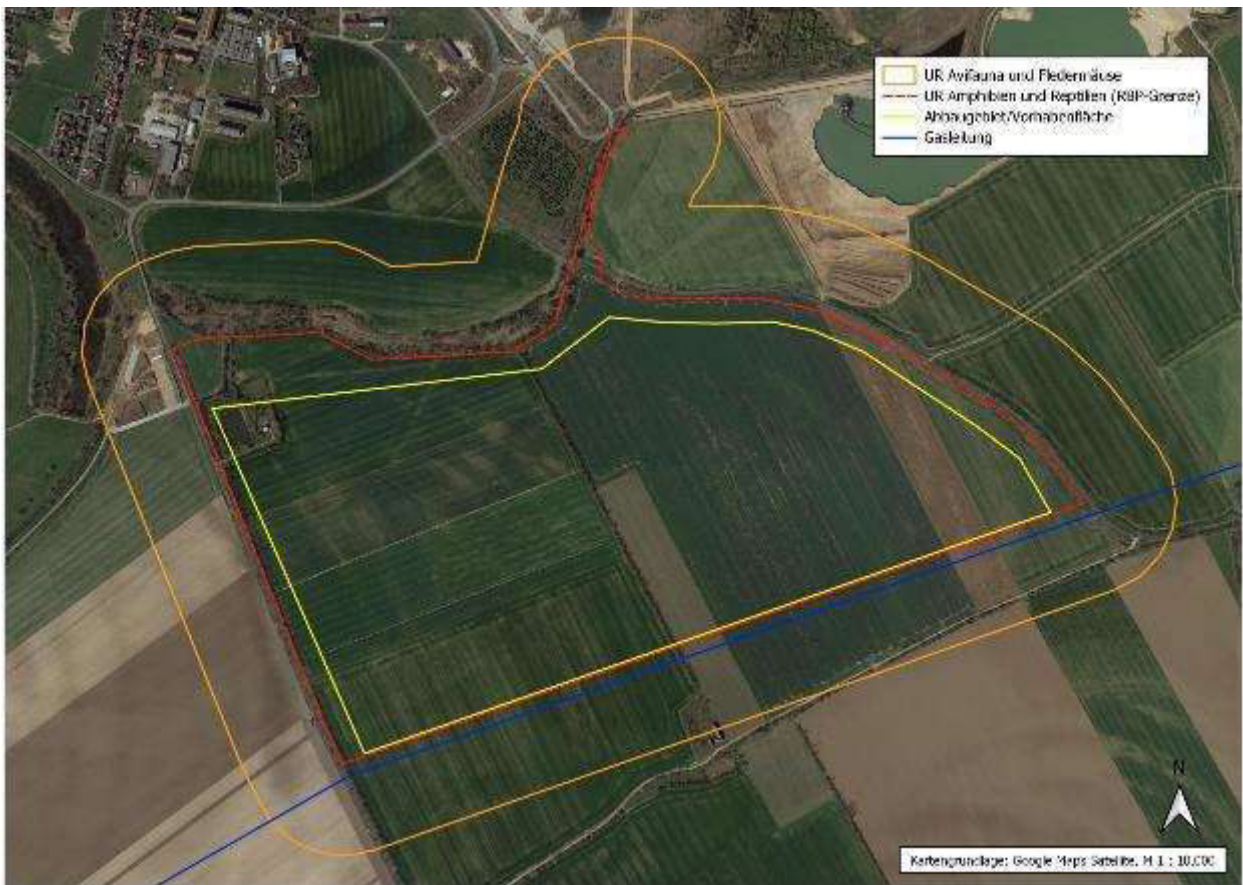 UR Avifauna und Fledermäuse
UR Amphibien und Reptilien (RBP-Grenze)
Abbaugebiet/Vorhabenfläche
Gasleitung
N
Kartengrundlage: Google Maps Satellite, M 1 : 10.000